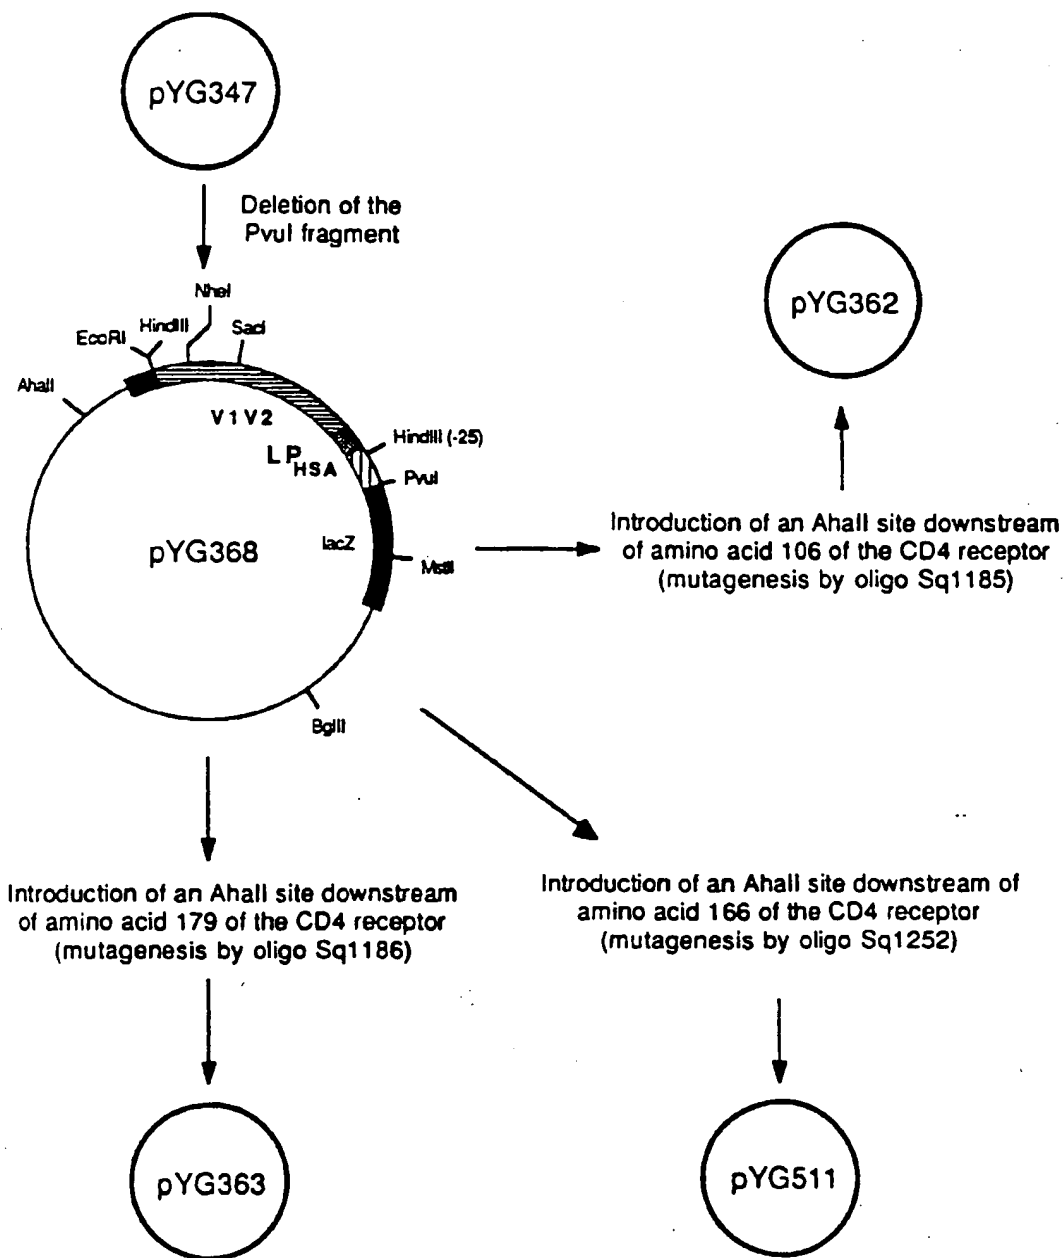 pYG347
Deletion of the
PvuI fragment
NheI
HindIII
SacI
EcoRI
AhaII
V1V2
HindIII (-25)
LP HSA
PvuI
pYG368
lacZ
MstII
BglII
pYG362
Introduction of an AhaII site downstream
of amino acid 106 of the CD4 receptor
(mutagenesis by oligo Sq1185)
Introduction of an AhaII site downstream
of amino acid 179 of the CD4 receptor
(mutagenesis by oligo Sq1186)
Introduction of an AhaII site downstream of
amino acid 166 of the CD4 receptor
(mutagenesis by oligo Sq1252)
pYG363
pYG511